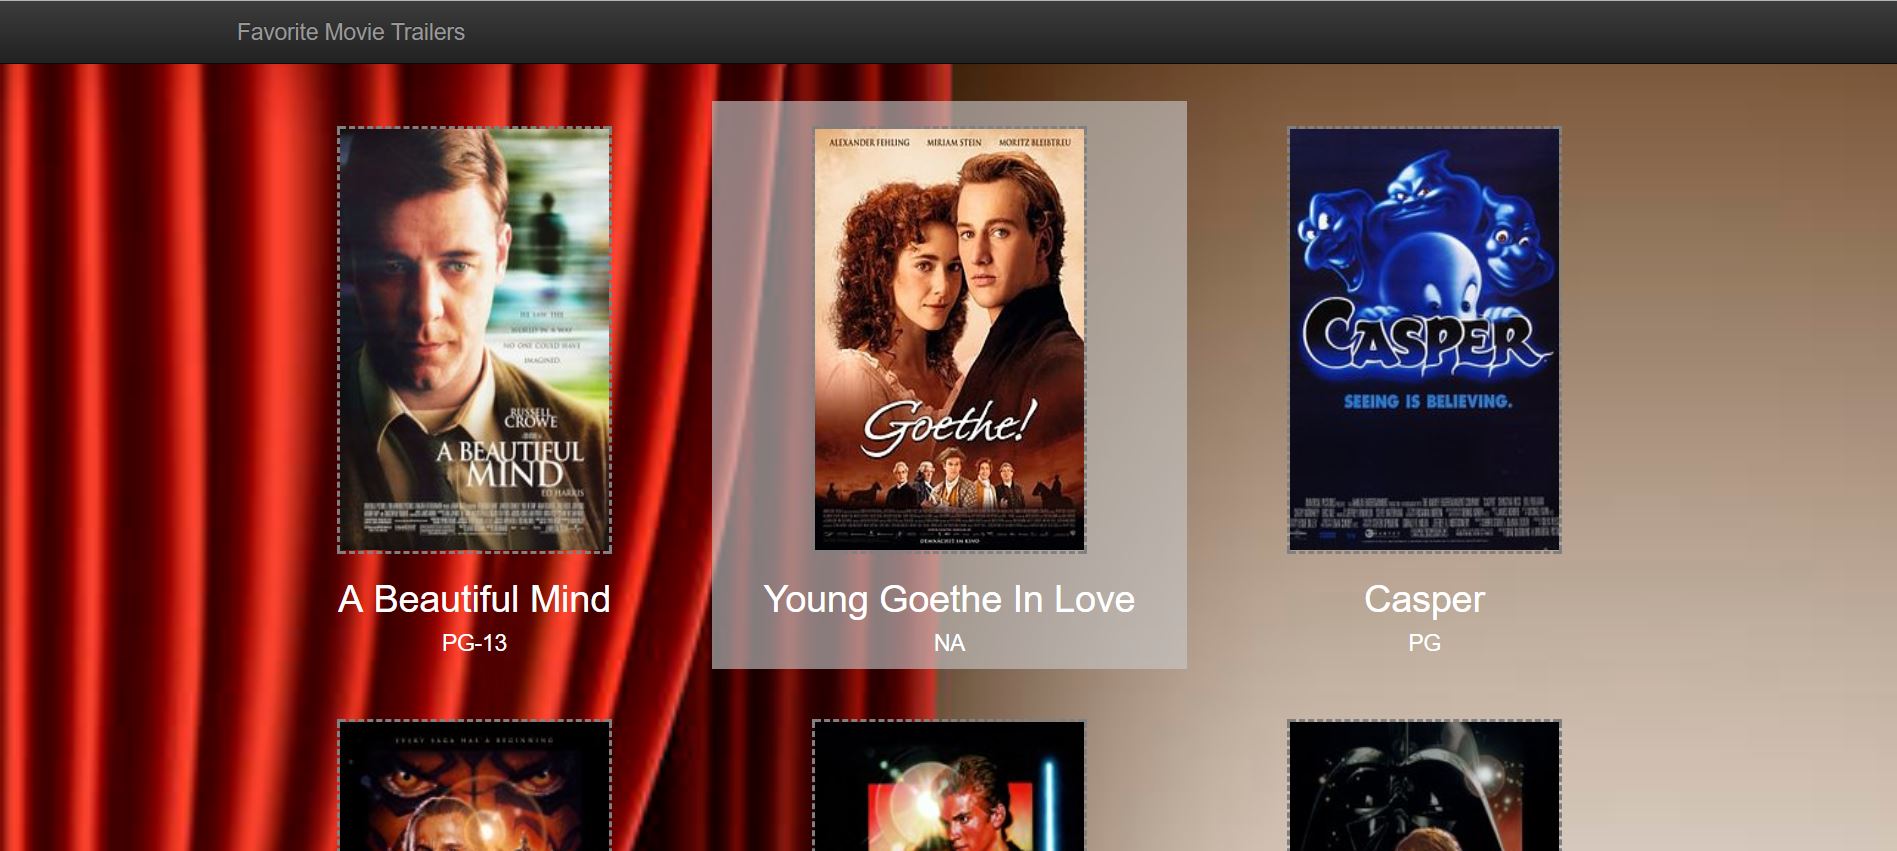 Favorite Movie Trailers
ALEXANDER FEHLING MIRIAM STEIN MORITZ BLEIBTREU
HE SAW THE
WORLD IN A WAY
NO ONE COULD HAVE
IMAGINED.
RUSSELL
CROWE
A BEAUTIFUL
MIND
ED HARRIS
Goethe!
DEMNÄCHST IM KINO
CASPER
SEEING IS BELIEVING.
A Beautiful Mind
PG-13
Young Goethe In Love
NA
Casper
PG
EVERY SAGA HAS A BEGINNING